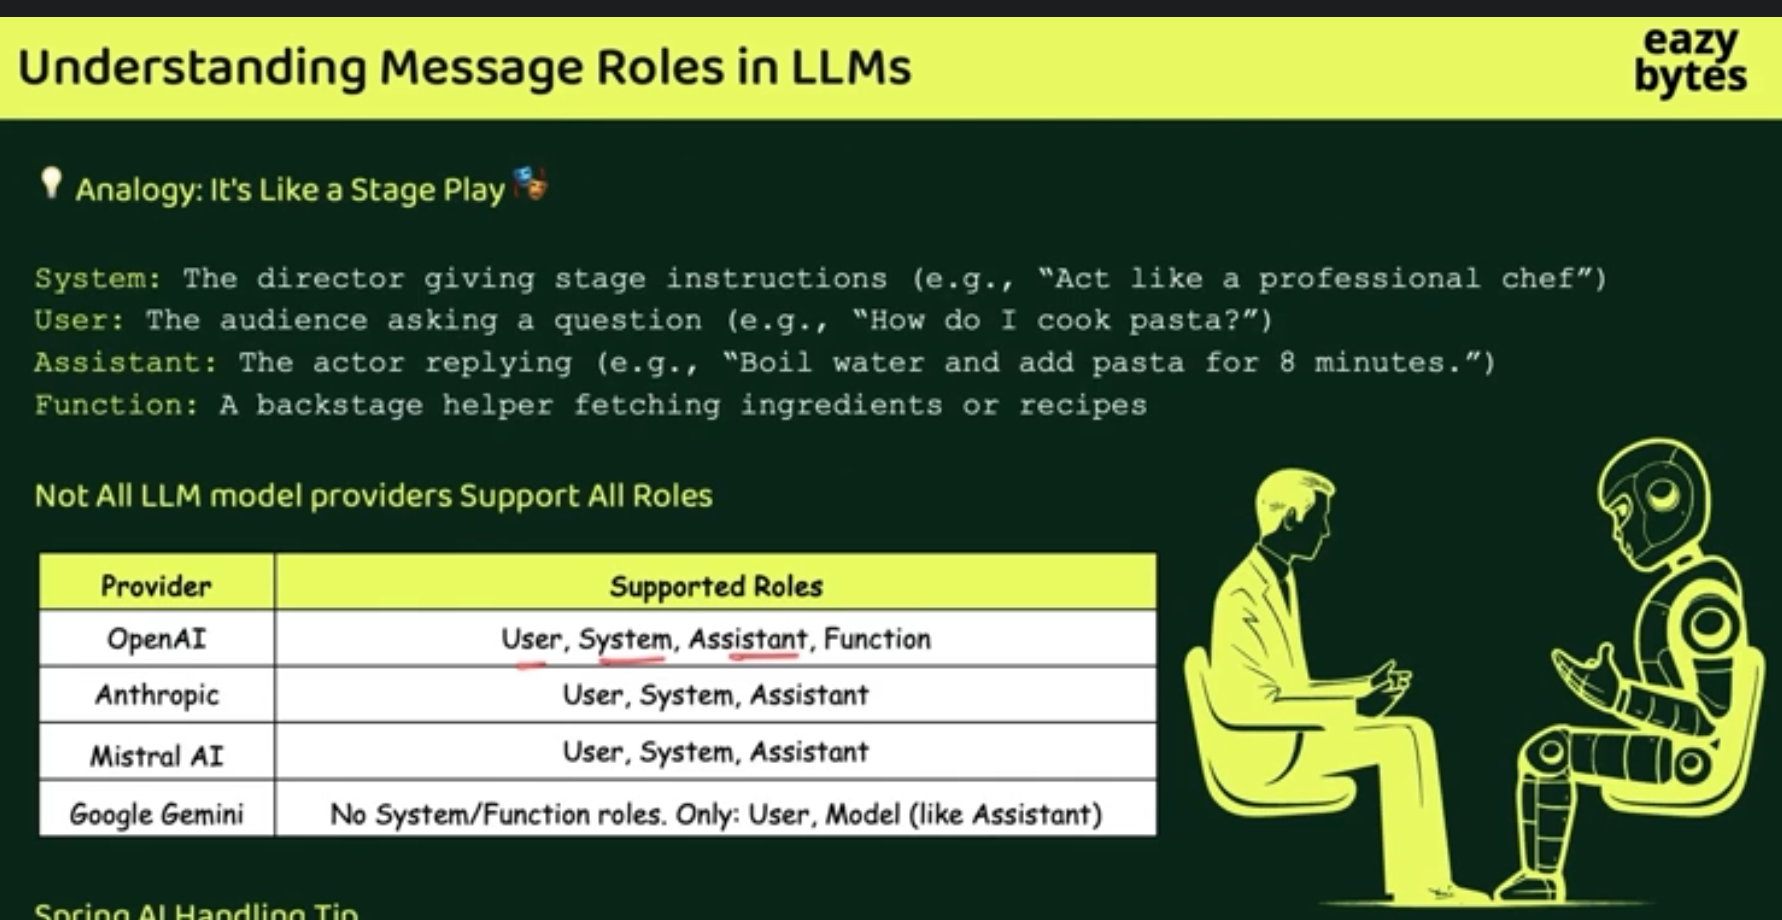 Understanding Message Roles in LLMs
eazy
bytes
Analogy: It's Like a Stage Play
System: The director giving stage instructions (e.g., “Act like a professional chef”)
User: The audience asking a question (e.g., “How do I cook pasta?”)
Assistant: The actor replying (e.g., “Boil water and add pasta for 8 minutes.”)
Function: A backstage helper fetching ingredients or recipes
Not All LLM model providers Support All Roles
Provider Supported Roles
OpenAI User, System, Assistant, Function
Anthropic User, System, Assistant
Mistral AI User, System, Assistant
Google Gemini No System/Function roles. Only: User, Model (like Assistant)
Spring AI Handling Tip